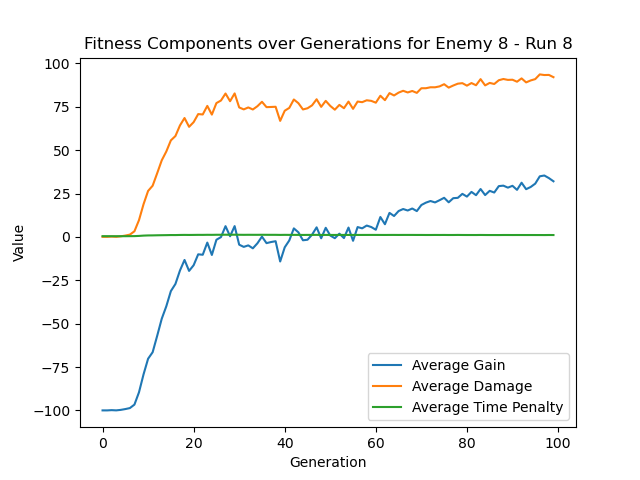 Fitness Components over Generations for Enemy 8 - Run 8
100
75
50
25
0
−25
−50
−75
−100
Value
0 20 40 60 80 100
Generation
Average Gain
Average Damage
Average Time Penalty